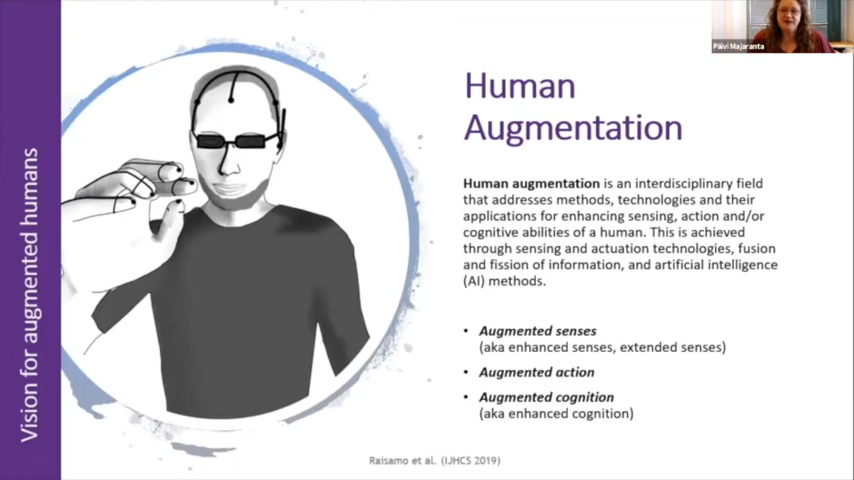 Päivi Majaranta
Vision for augmented humans
Human
Augmentation
Human augmentation is an interdisciplinary field
that addresses methods, technologies and their
applications for enhancing sensing, action and/or
cognitive abilities of a human. This is achieved
through sensing and actuation technologies, fusion
and fission of information, and artificial intelligence
(AI) methods.
• Augmented senses
(aka enhanced senses, extended senses)
• Augmented action
• Augmented cognition
(aka enhanced cognition)
Raisamo et al. (IJHCS 2019)